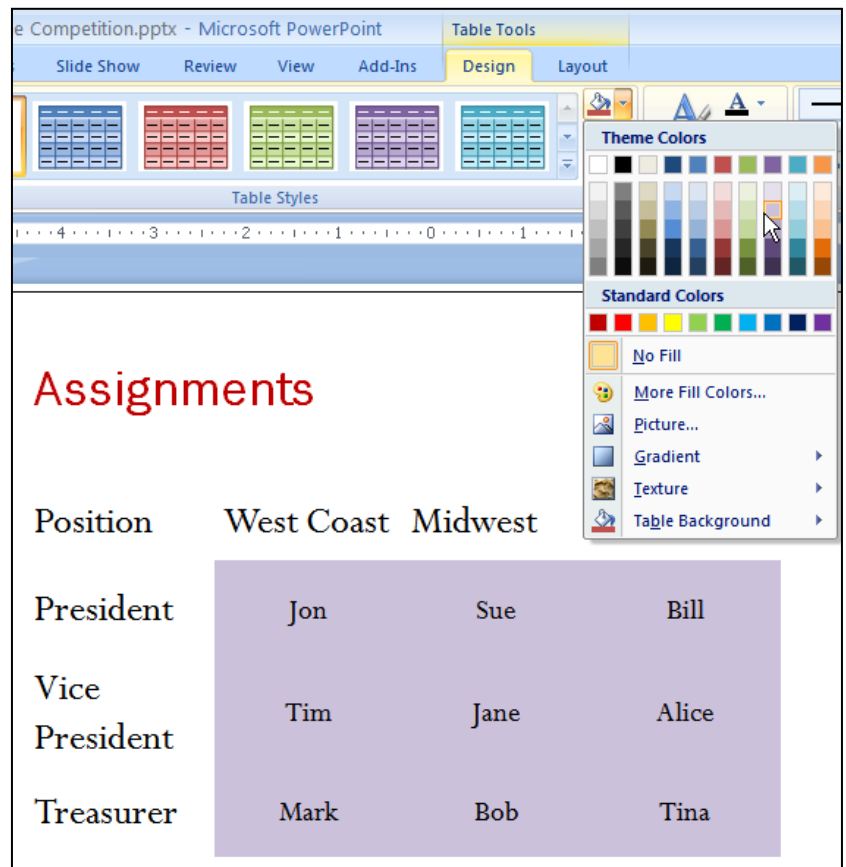 e Competition.pptx - Microsoft PowerPoint Table Tools
Slide Show Review View Add-Ins Design Layout
A A
Table Styles
4 3 2 1 0 1
Theme Colors
Standard Colors
No Fill
More Fill Colors...
Picture...
Gradient
Texture
Table Background
Assignments
Position West Coast Midwest
President Jon Sue Bill
Vice
President Tim Jane Alice
Treasurer Mark Bob Tina